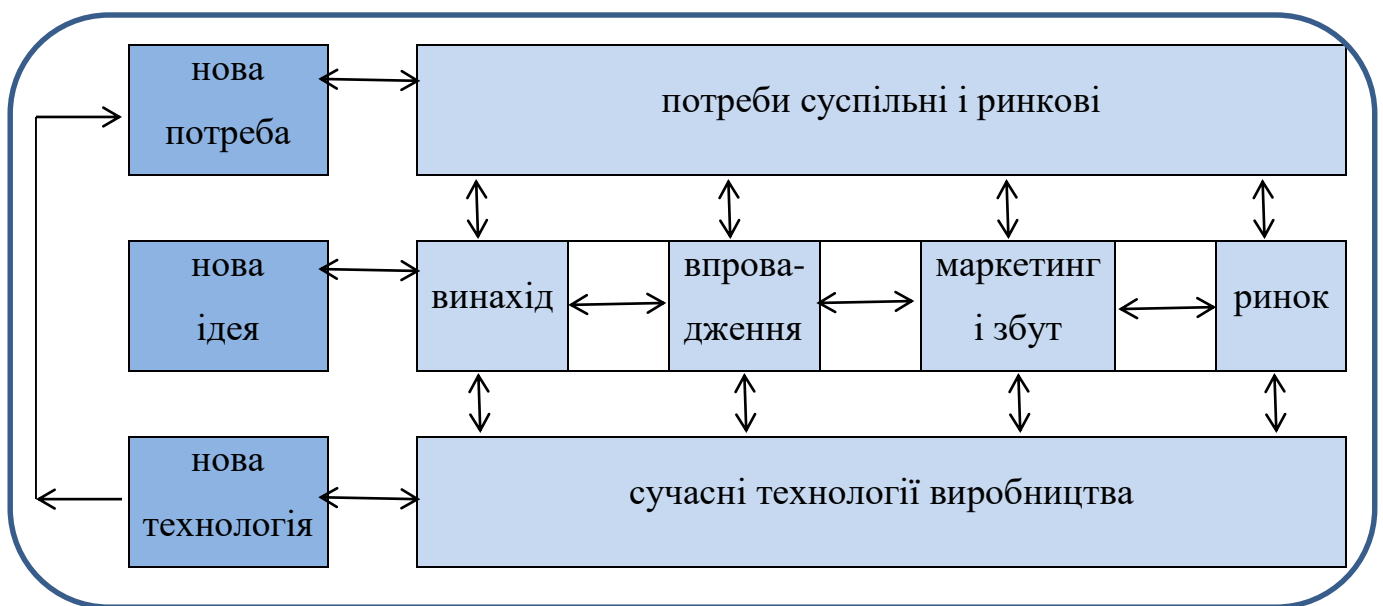 нова
потреба
потреби суспільні і ринкові
нова
ідея
винахід
впрова-
дження
маркетинг
і збут
ринок
нова
технологія
сучасні технології виробництва